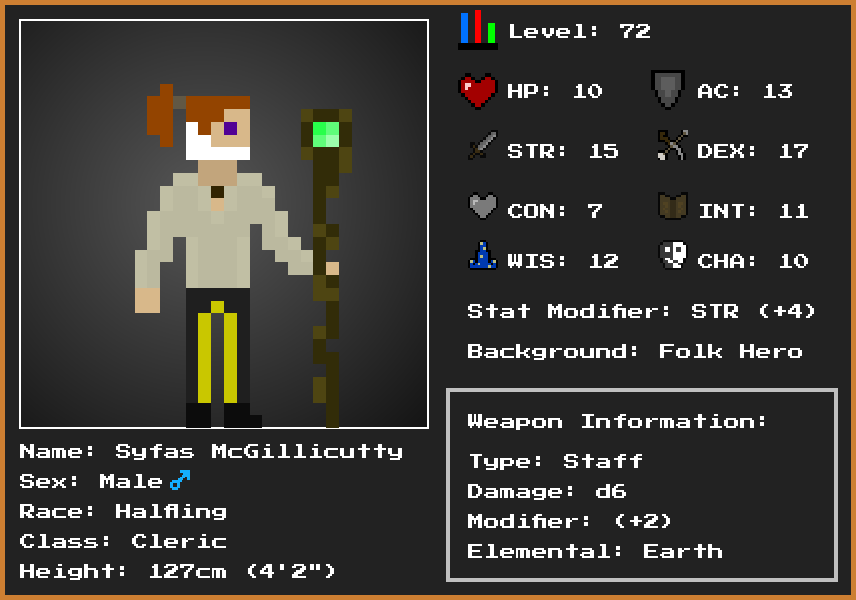 Level: 72
HP: 10 AC: 13
STR: 15 DEX: 17
CON: 7 INT: 11
WIS: 12 CHA: 10
Stat Modifier: STR (+4)
Background: Folk Hero
Weapon Information:
Type: Staff
Damage: d6
Modifier: (+2)
Elemental: Earth
Name: Syfas McGillicutty
Sex: Male♂
Race: Halfling
Class: Cleric
Height: 127cm (4'2")